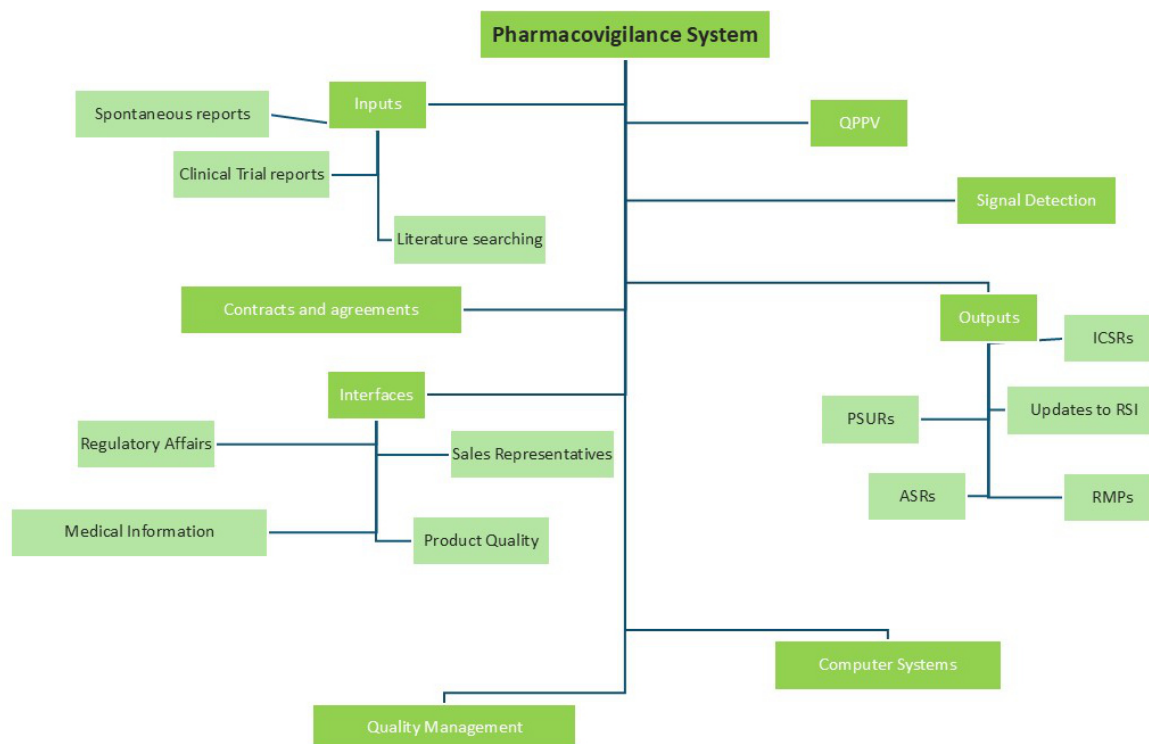 Pharmacovigilance System
Inputs
Spontaneous reports
QPPV
Clinical Trial reports
Signal Detection
Literature searching
Contracts and agreements
Outputs
ICSRs
Interfaces
Updates to RSI
PSURs
Regulatory Affairs
Sales Representatives
ASRs
RMPs
Medical Information
Product Quality
Computer Systems
Quality Management